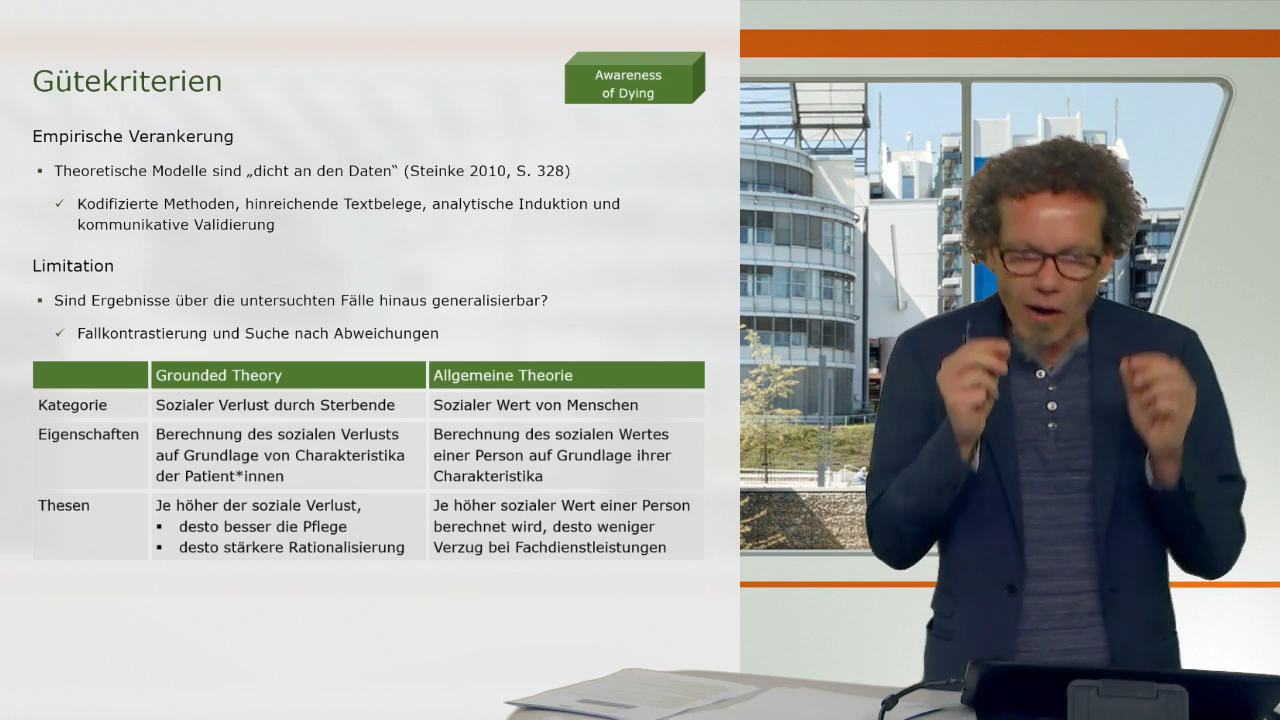 Gütekriterien
Awareness
of Dying
Empirische Verankerung
▪ Theoretische Modelle sind „dicht an den Daten“ (Steinke 2010, S. 328)
✓ Kodifizierte Methoden, hinreichende Textbelege, analytische Induktion und
kommunikative Validierung
Limitation
▪ Sind Ergebnisse über die untersuchten Fälle hinaus generalisierbar?
✓ Fallkontrastierung und Suche nach Abweichungen
Grounded Theory Allgemeine Theorie
Kategorie Sozialer Verlust durch Sterbende Sozialer Wert von Menschen
Eigenschaften Berechnung des sozialen Verlusts Berechnung des sozialen Wertes
auf Grundlage von Charakteristika einer Person auf Grundlage ihrer
der Patient*innen Charakteristika
Thesen Je höher der soziale Verlust, Je höher sozialer Wert einer Person
▪ desto besser die Pflege berechnet wird, desto weniger
▪ desto stärkere Rationalisierung Verzug bei Fachdienstleistungen